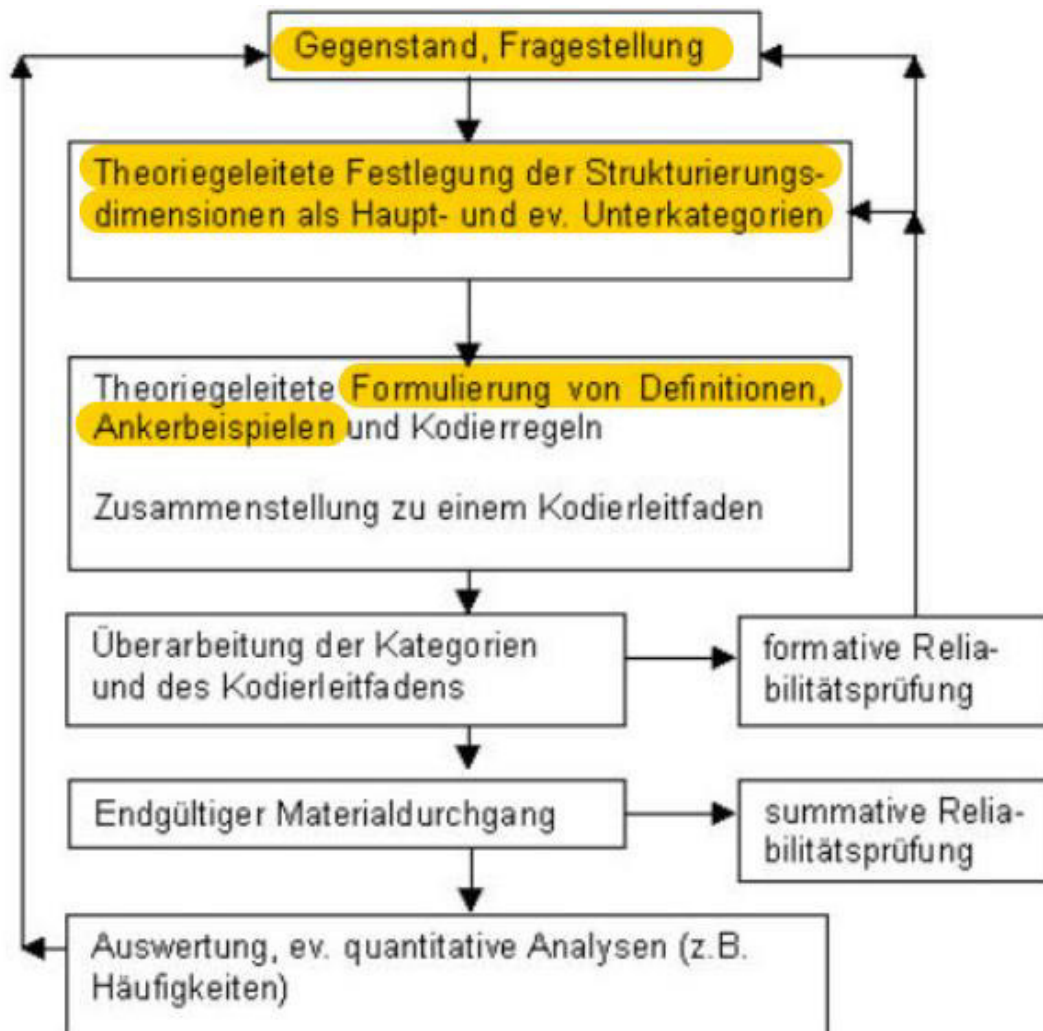 Gegenstand, Fragestellung
Theoriegeleitete Festlegung der Strukturierungs-
dimensionen als Haupt- und ev. Unterkategorien
Theoriegeleitete Formulierung von Definitionen,
Ankerbeispielen und Kodierregeln
Zusammenstellung zu einem Kodierleitfaden
Überarbeitung der Kategorien
und des Kodierleitfadens
formative Relia-
bilitätsprüfung
Endgültiger Materialdurchgang
summative Relia-
bilitätsprüfung
Auswertung, ev. quantitative Analysen (z.B.
Häufigkeiten)